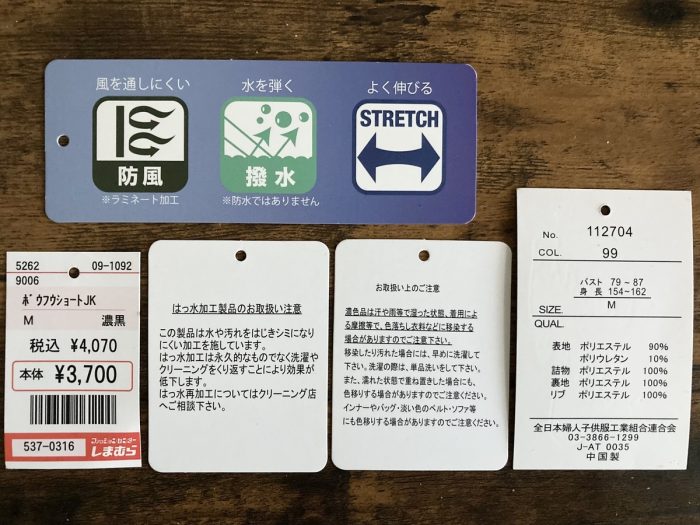 風を通しにくい
防風
※ラミネート加工
水を弾く
撥水
※防水ではありません
よく伸びる
STRETCH
5262 09-1092
9006
ボウフウショートJK
M 濃黒
税込 ¥4,070
本体 ¥3,700
537-0316
ファッションセンター
しまむら
はっ水加工製品のお取扱い注意
この製品は水や汚れをはじきシミになり
にくい加工を施しています。
はっ水加工は永久的なものでなく洗濯や
クリーニングをくり返すことにより効果が
低下します。
はっ水再加工についてはクリーニング店
へご相談下さい。
お取扱い上のご注意
濃色品は汗や雨等で湿った状態、着用によ
る摩擦等で、色落ちし衣料などに移染する
場合がありますのでご注意下さい。
移染したり汚れた場合には、早めに洗濯して
下さい。洗濯の際は、単品洗いをして下さい。
また、濡れた状態で重ね置きした場合にも、
色移りする場合がありますのでご注意ください。
インナーやバッグ・淡い色のベルト・ソファ等
にも色移りする場合がありますのでご注意下さい。
No. 112704
COL. 99
バスト 79 ~ 87
身長 154~162
SIZE. M
QUAL.
表地 ポリエステル 90%
ポリウレタン 10%
詰物 ポリエステル 100%
裏地 ポリエステル 100%
リブ ポリエステル 100%
全日本婦人子供服工業組合連合会
03-3866-1299
J-AT 0035
中国製